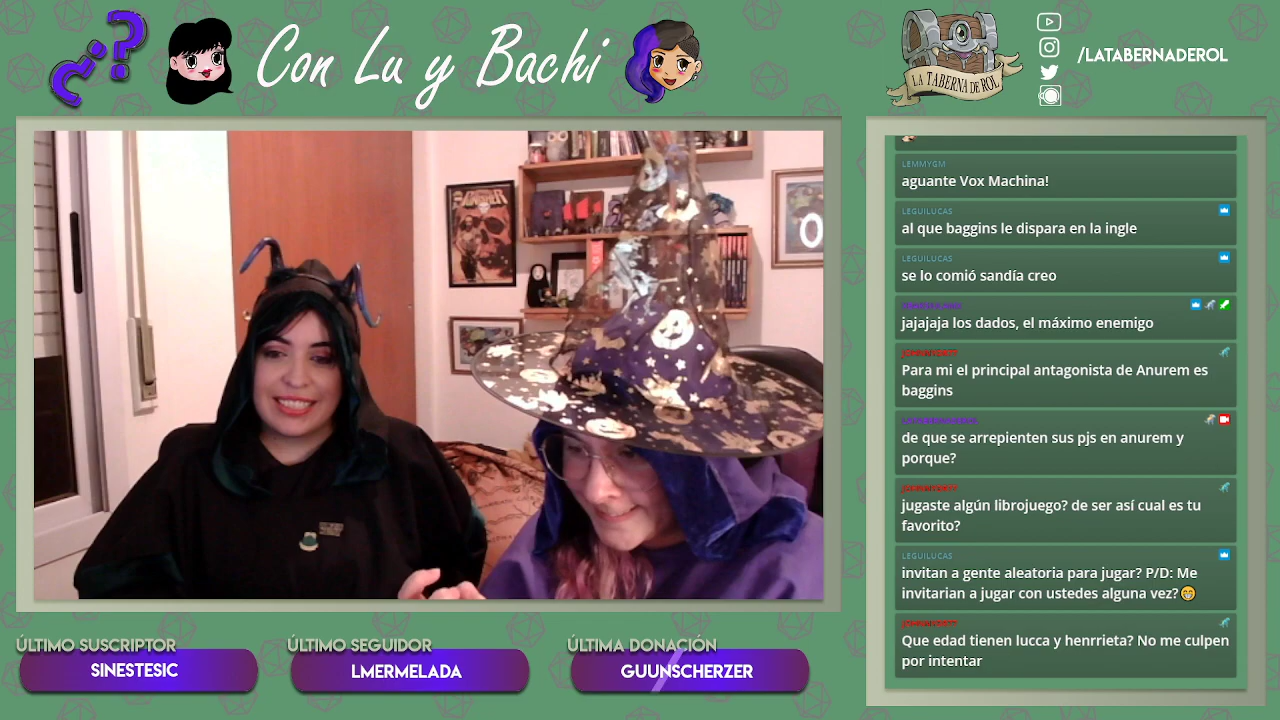 ¿?
Con Lu y Bachi
LA TABERNA DE ROL
/LATABERNADEROL
LEMMYGM
aguante Vox Machina!
LEGUILUCAS
al que baggins le dispara en la ingle
LEGUILUCAS
se lo comió sandía creo
jajajaja los dados, el máximo enemigo
Para mi el principal antagonista de Anurem es
baggins
de que se arrepienten sus pjs en anurem y
porque?
jugaste algún librojuego? de ser así cual es tu
favorito?
LEGUILUCAS
invitan a gente aleatoria para jugar? P/D: Me
invitarian a jugar con ustedes alguna vez?😁
Que edad tienen lucca y henrrieta? No me culpen
por intentar
ÚLTIMO SUSCRIPTOR
SINESTESIC
ÚLTIMO SEGUIDOR
LMERMELADA
ÚLTIMA DONACIÓN
GUUNSCHERZER